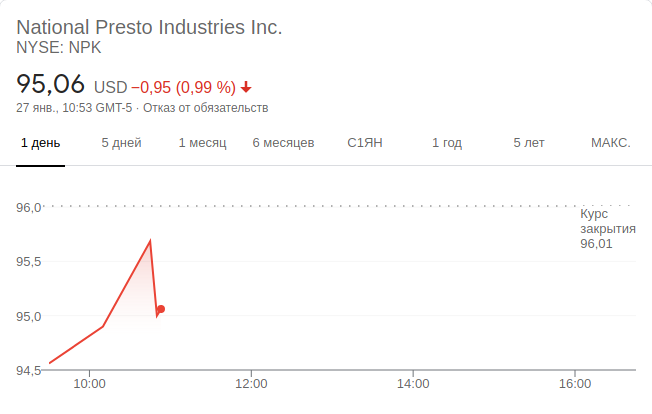 National Presto Industries Inc.
NYSE: NPK
95,06 USD −0,95 (0,99 %)
27 янв., 10:53 GMT-5 · Отказ от обязательств
1 день 5 дней 1 месяц 6 месяцев С1ЯН 1 год 5 лет МАКС.
96,0
Курс
закрытия
96,01
95,5
95,0
94,5
10:00 12:00 14:00 16:00